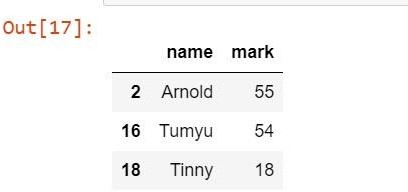 Out[17]:
name mark
2 Arnold 55
16 Tumyu 54
18 Tinny 18